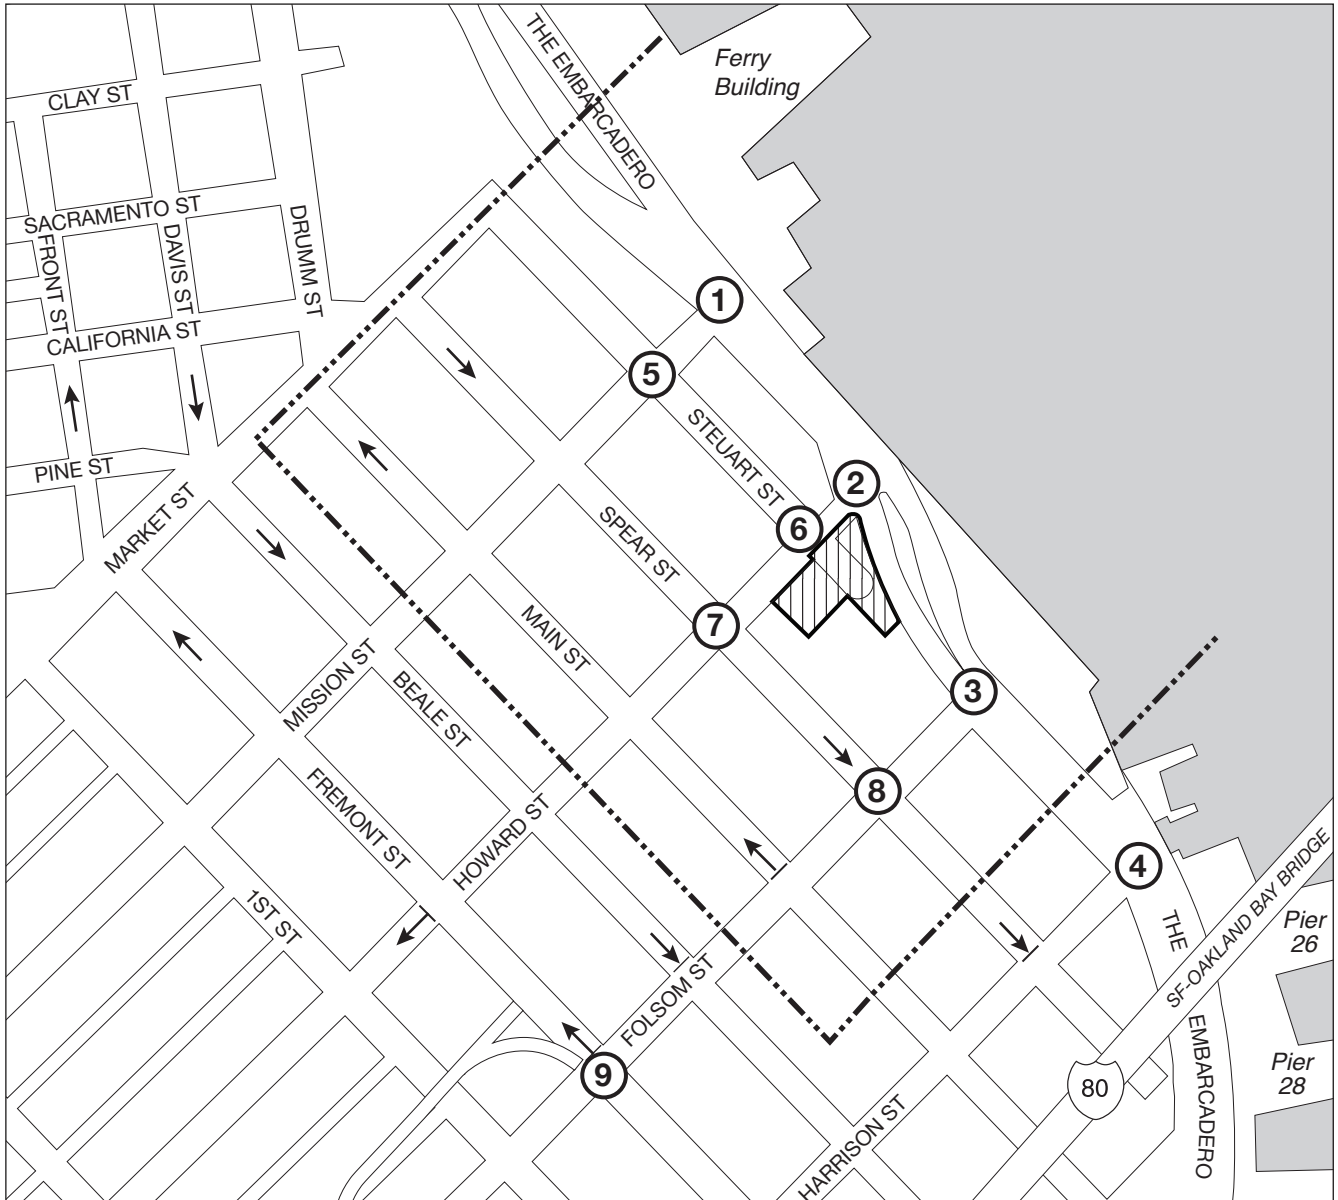 THE EMBARCADERO
Ferry
Building
CLAY ST
SACRAMENTO ST
FRONT ST
DAVIS ST
DRUMM ST
CALIFORNIA ST
1
5
STEUART ST
PINE ST
MARKET ST
2
6
SPEAR ST
7
MAIN ST
MISSION ST
BEALE ST
3
8
FREMONT ST
HOWARD ST
4
1ST ST
THE
EMBARCADERO
SF-OAKLAND BAY BRIDGE
Pier
26
FOLSOM ST
9
80
Pier
28
HARRISON ST